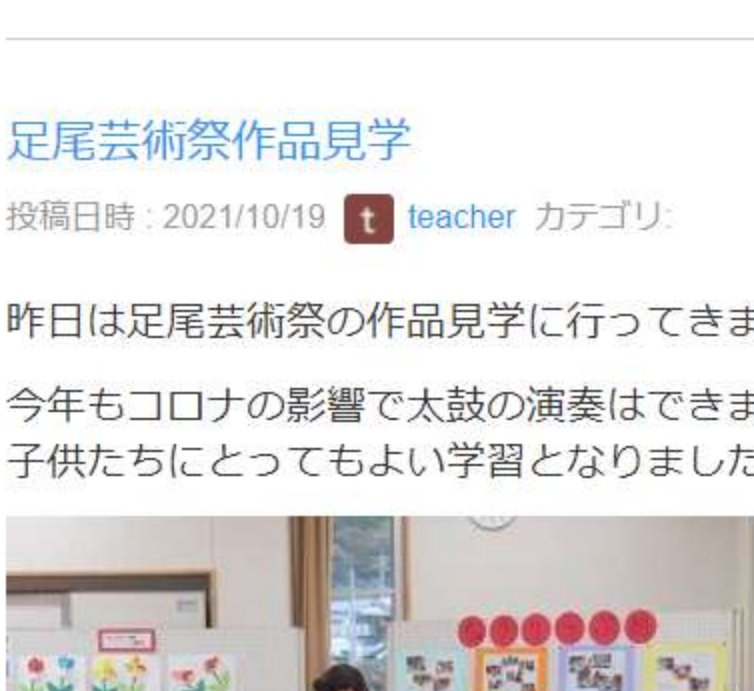 足尾芸術祭作品見学
投稿日時 : 2021/10/19 t teacher カテゴリ:
昨日は足尾芸術祭の作品見学に行ってきま
今年もコロナの影響で太鼓の演奏はできま
子供たちにとってもよい学習となりました